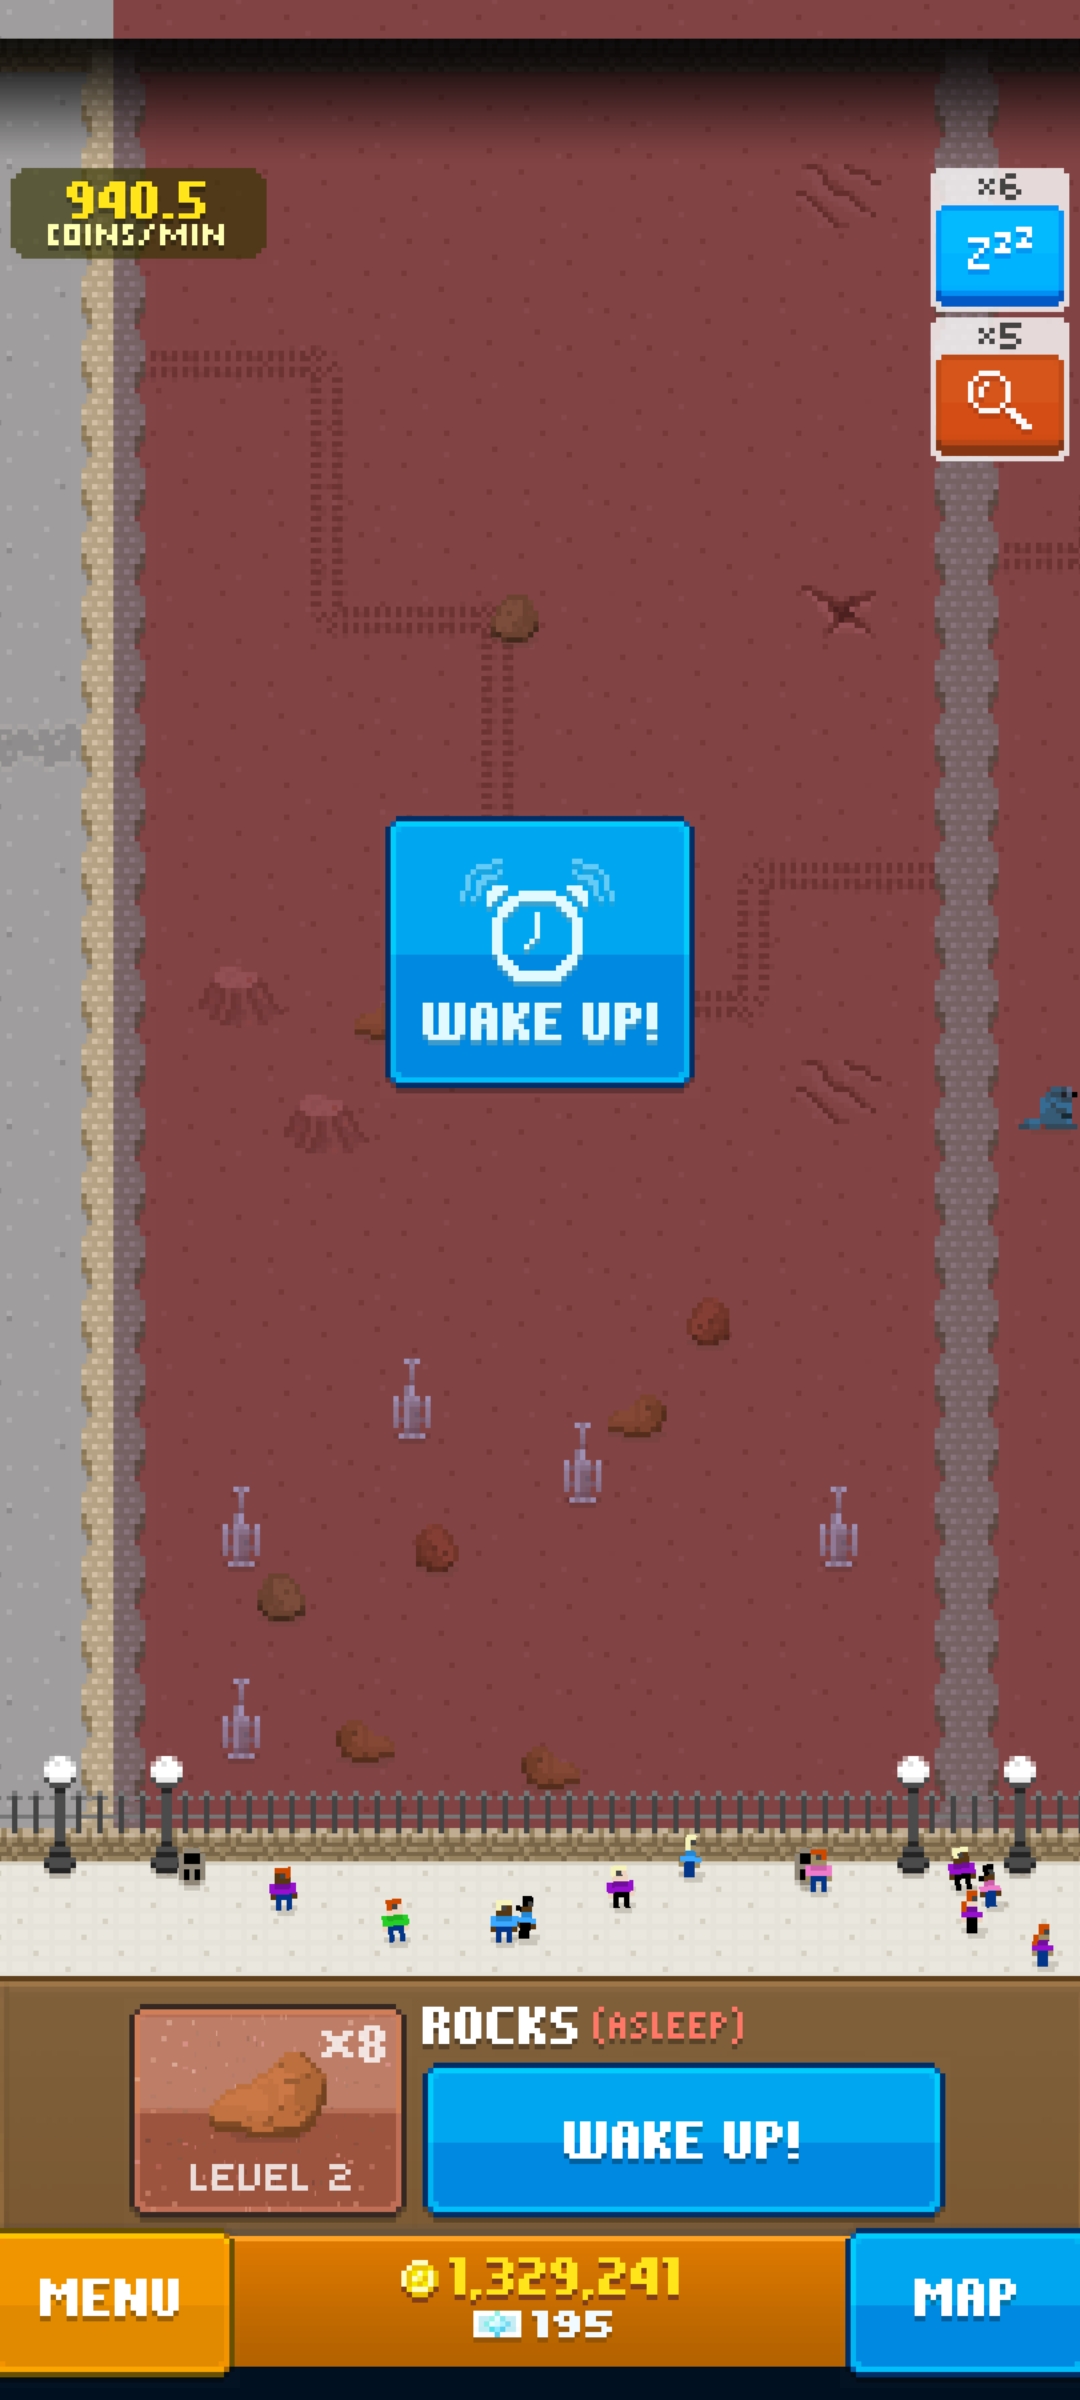 940.5
COINS/MIN
x6
zzz
x5
WAKE UP!
x8
LEVEL 2
ROCKS (ASLEEP)
WAKE UP!
MENU
1,329,241
195
MAP